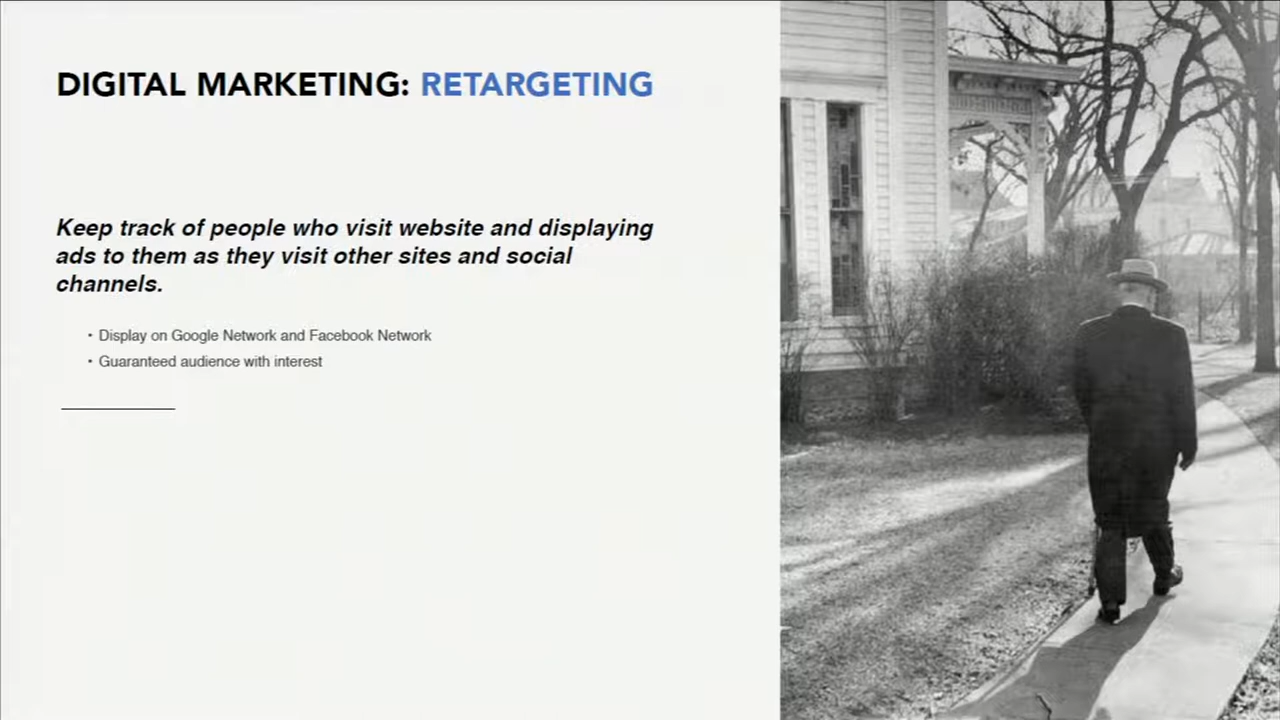 DIGITAL MARKETING: RETARGETING
Keep track of people who visit website and displaying
ads to them as they visit other sites and social
channels.
• Display on Google Network and Facebook Network
• Guaranteed audience with interest